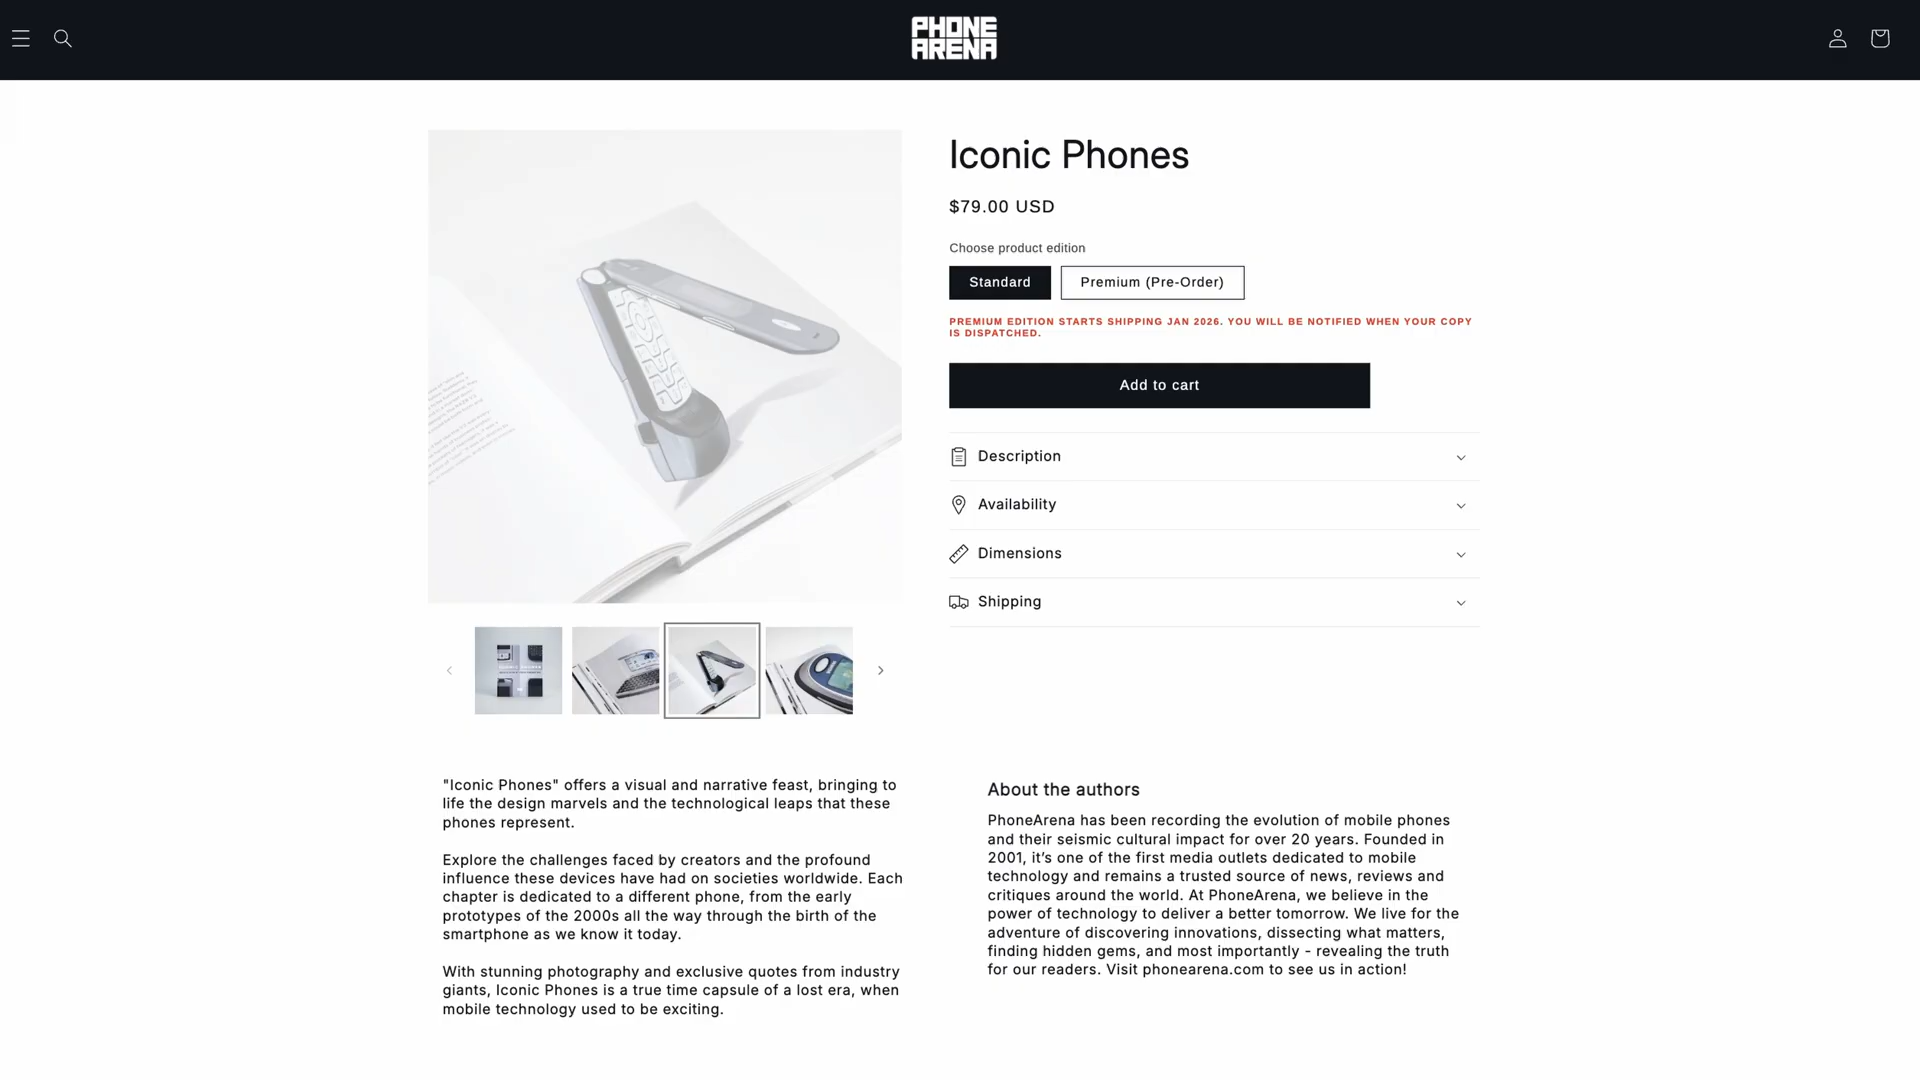 PHONE
ARENA
Iconic Phones
$79.00 USD
Choose product edition
Standard
Premium (Pre-Order)
PREMIUM EDITION STARTS SHIPPING JAN 2026. YOU WILL BE NOTIFIED WHEN YOUR COPY
IS DISPATCHED.
Add to cart
Description
Availability
Dimensions
Shipping
"Iconic Phones" offers a visual and narrative feast, bringing to
life the design marvels and the technological leaps that these
phones represent.
Explore the challenges faced by creators and the profound
influence these devices have had on societies worldwide. Each
chapter is dedicated to a different phone, from the early
prototypes of the 2000s all the way through the birth of the
smartphone as we know it today.
With stunning photography and exclusive quotes from industry
giants, Iconic Phones is a true time capsule of a lost era, when
mobile technology used to be exciting.
About the authors
PhoneArena has been recording the evolution of mobile phones
and their seismic cultural impact for over 20 years. Founded in
2001, it’s one of the first media outlets dedicated to mobile
technology and remains a trusted source of news, reviews and
critiques around the world. At PhoneArena, we believe in the
power of technology to deliver a better tomorrow. We live for the
adventure of discovering innovations, dissecting what matters,
finding hidden gems, and most importantly - revealing the truth
for our readers. Visit phonearena.com to see us in action!